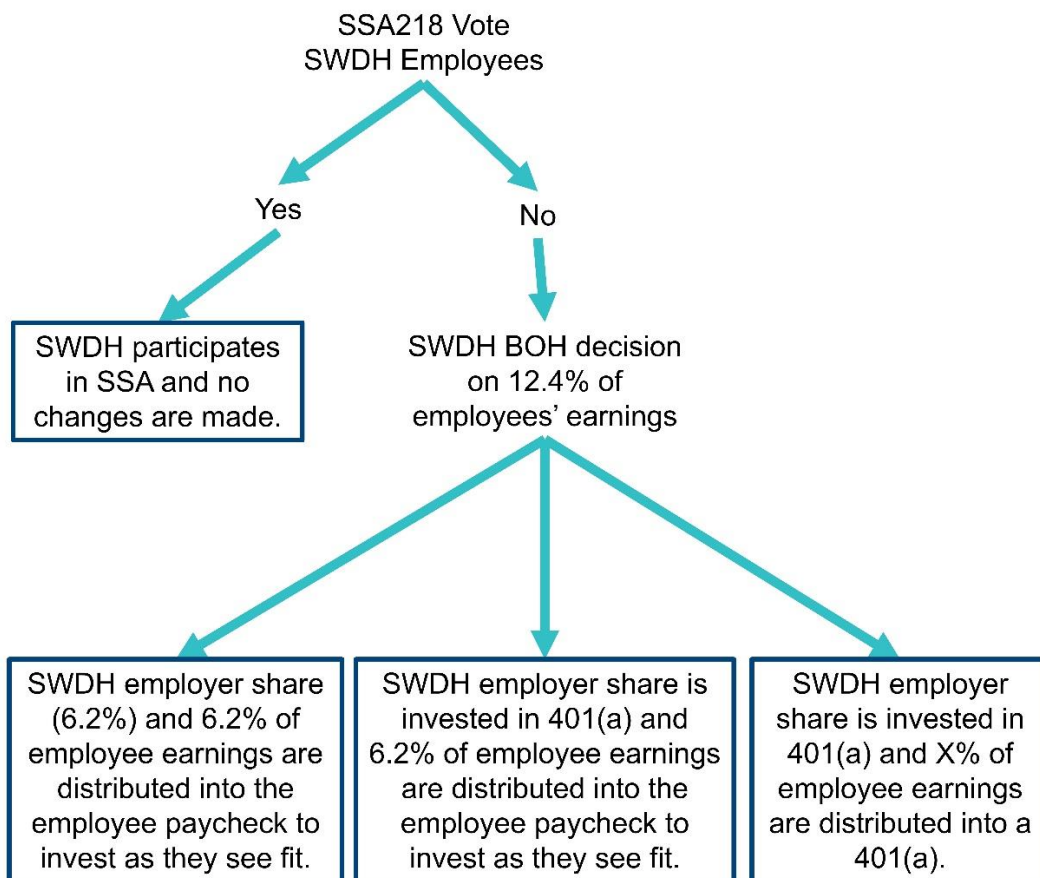 SSA218 Vote
SWDH Employees
Yes
No
SWDH participates
in SSA and no
changes are made.
SWDH BOH decision
on 12.4% of
employees’ earnings
SWDH employer share
(6.2%) and 6.2% of
employee earnings are
distributed into the
employee paycheck to
invest as they see fit.
SWDH employer share is
invested in 401(a) and
6.2% of employee earnings
are distributed into the
employee paycheck to
invest as they see fit.
SWDH employer
share is invested in
401(a) and X% of
employee earnings
are distributed into a
401(a).